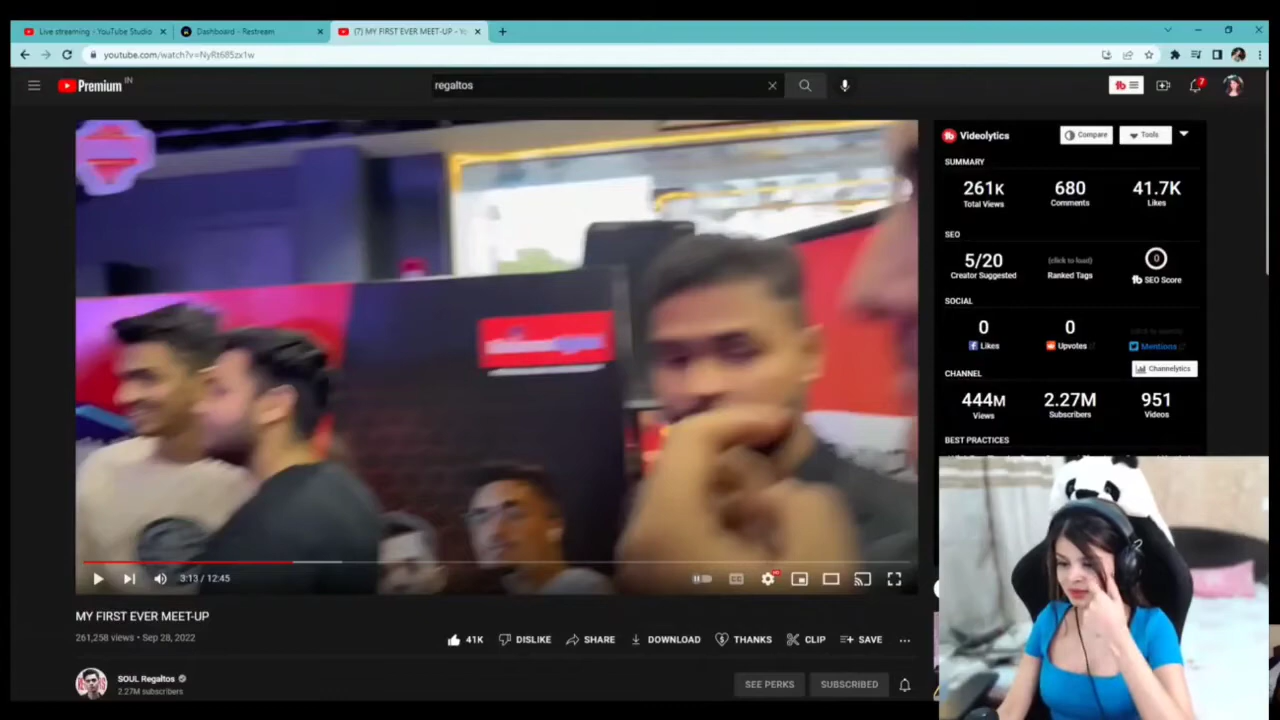 Live streaming - YouTube Studio
Dashboard - Restream
(7) MY FIRST EVER MEET-UP - Yo
youtube.com/watch?v=NyRt685zx1w
Premium IN
regaltos
7
Videolytics
Compare
Tools
SUMMARY
261K
680
41.7K
Total Views
Comments
Likes
SEO
5/20
(click to load)
0
Creator Suggested
Ranked Tags
SEO Score
SOCIAL
0
0
Likes
Upvotes
Mentions
CHANNEL
Channelytics
444M
2.27M
951
Views
Subscribers
Videos
BEST PRACTICES
3:13 / 12:45
MY FIRST EVER MEET-UP
261,258 views • Sep 28, 2022
41K
DISLIKE
SHARE
DOWNLOAD
THANKS
CLIP
SAVE
SOUL Regaltos
2.27M subscribers
SEE PERKS
SUBSCRIBED